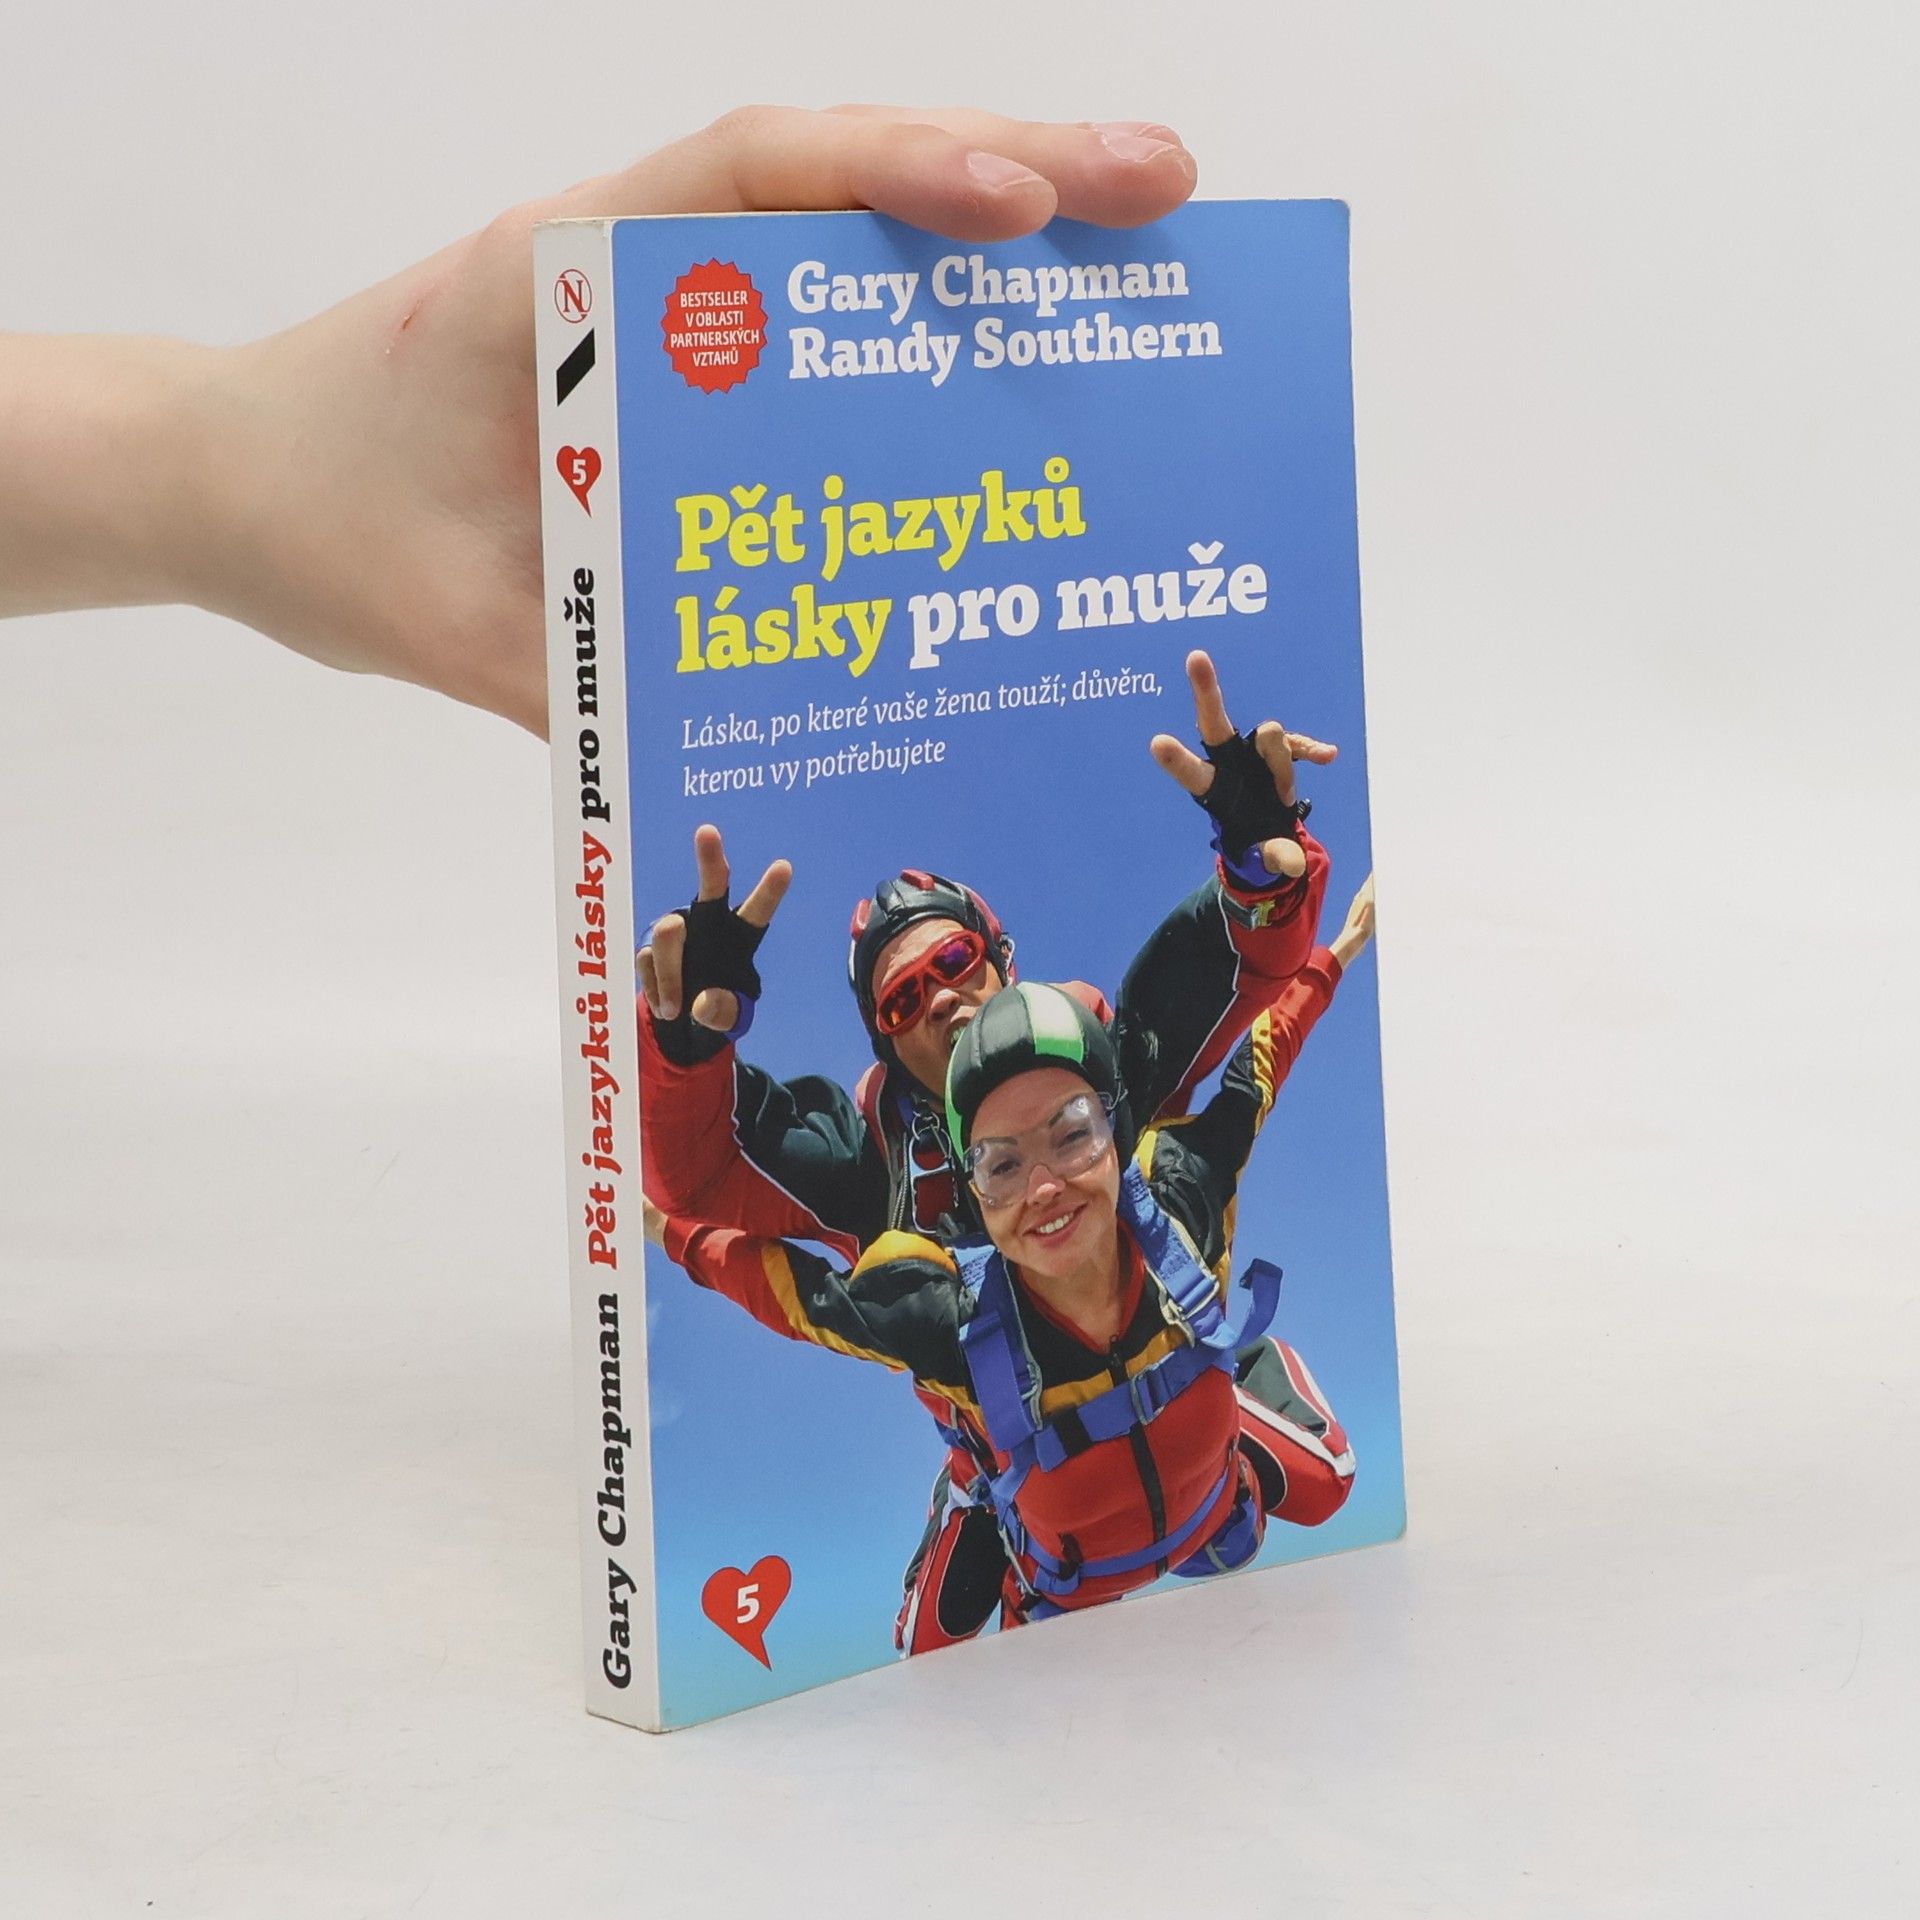 BESTSELLER
V OBLASTI
PARTNERSKÝCH
VZTAHŮ
Gary Chapman
Randy Southern
Pět jazyků
lásky pro muže
Láska, po které vaše žena touží; důvěra,
kterou vy potřebujete
5
Gary Chapman Pět jazyků lásky pro muže
5
N